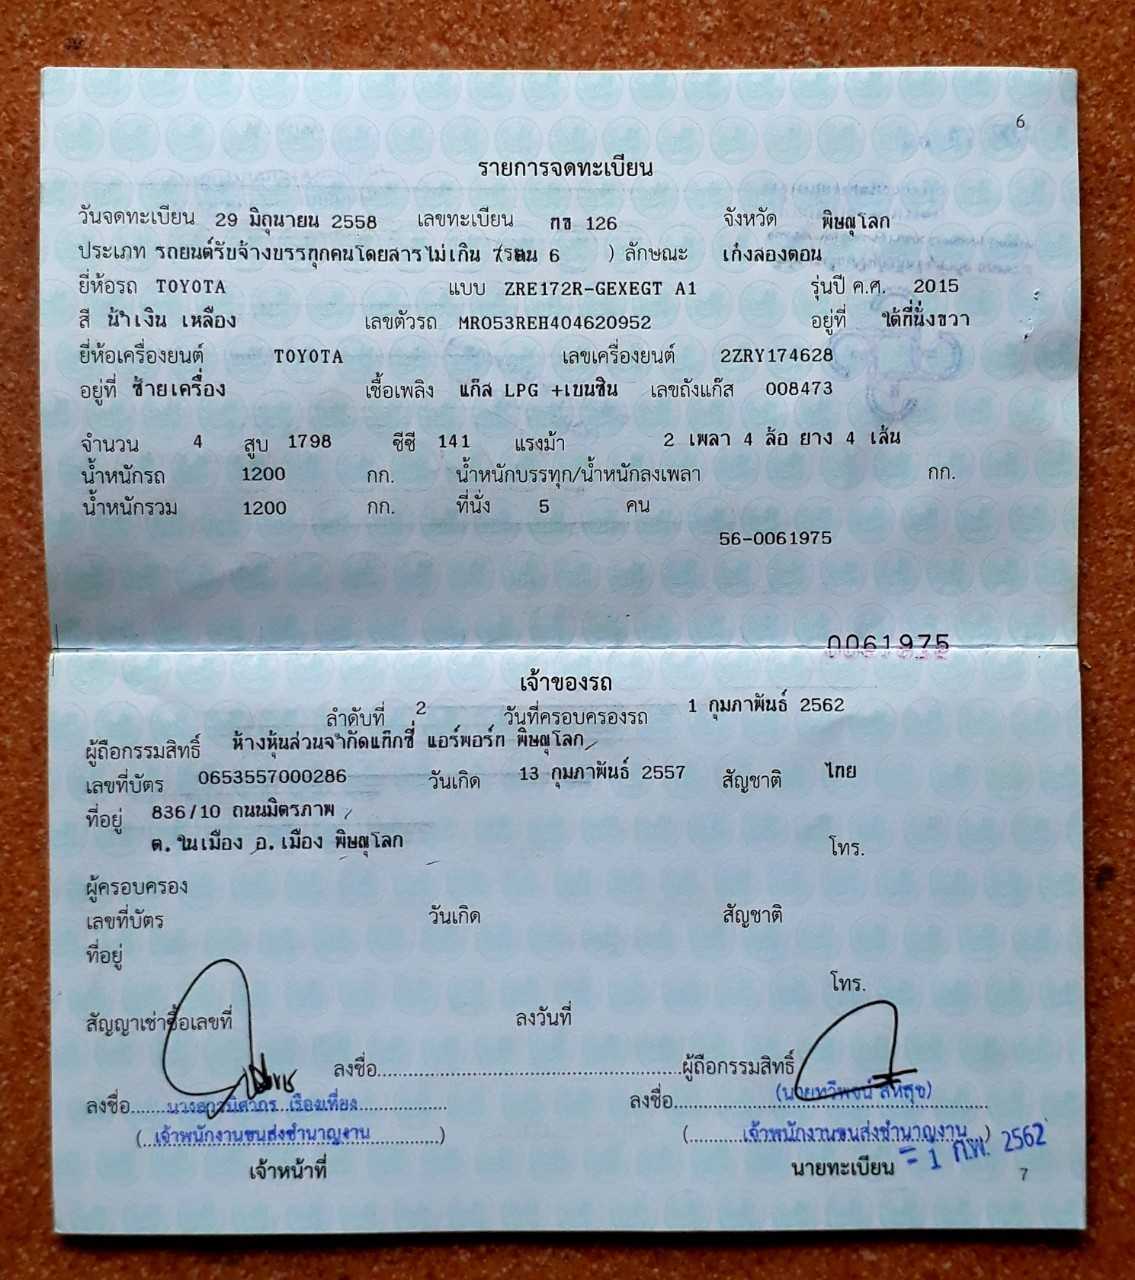 6
รายการจดทะเบียน
วันจดทะเบียน 29 มิถุนายน 2558 เลขทะเบียน กข 126 จังหวัด พิษณุโลก
ประเภท รถยนต์รับจ้างบรรทุกคนโดยสารไม่เกิน 7 คน (รย 6 ) ลักษณะ เก๋งสองตอน
ยี่ห้อรถ TOYOTA แบบ ZRE172R-GEXEGT A1 รุ่นปี ค.ศ. 2015
สี น้ำเงิน เหลือง เลขตัวรถ MR053REH404620952 อยู่ที่ ใต้ที่นั่งขวา
ยี่ห้อเครื่องยนต์ TOYOTA เลขเครื่องยนต์ 2ZRY174628
อยู่ที่ ซ้ายเครื่อง เชื้อเพลิง แก๊ส LPG +เบนซิน เลขถังแก๊ส 008473
จำนวน 4 สูบ 1798 ซีซี 141 แรงม้า 2 เพลา 4 ล้อ ยาง 4 เส้น
น้ำหนักรถ 1200 กก. น้ำหนักบรรทุก/น้ำหนักลงเพลา กก.
น้ำหนักรวม 1200 กก. ที่นั่ง 5 คน
56-0061975
0061975
เจ้าของรถ
ลำดับที่ 2 วันที่ครอบครองรถ 1 กุมภาพันธ์ 2562
ผู้ถือกรรมสิทธิ์ ห้างหุ้นส่วนจำกัดแท๊กซี่ แอร์พอร์ท พิษณุโลก
เลขที่บัตร 0653557000286 วันเกิด 13 กุมภาพันธ์ 2557 สัญชาติ ไทย
ที่อยู่ 836/10 ถนนมิตรภาพ
ต.ในเมือง อ.เมือง พิษณุโลก โทร.
ผู้ครอบครอง
เลขที่บัตร วันเกิด สัญชาติ
ที่อยู่
โทร.
สัญญาเช่าซื้อเลขที่ ลงวันที่
ลงชื่อ ผู้ถือกรรมสิทธิ์
ลงชื่อ เรืองเที่ยง ลงชื่อ
(เจ้าพนักงานขนส่งชำนาญงาน) (เจ้าพนักงานขนส่งชำนาญงาน)
เจ้าหน้าที่ นายทะเบียน = 1 ก.พ. 2562
7